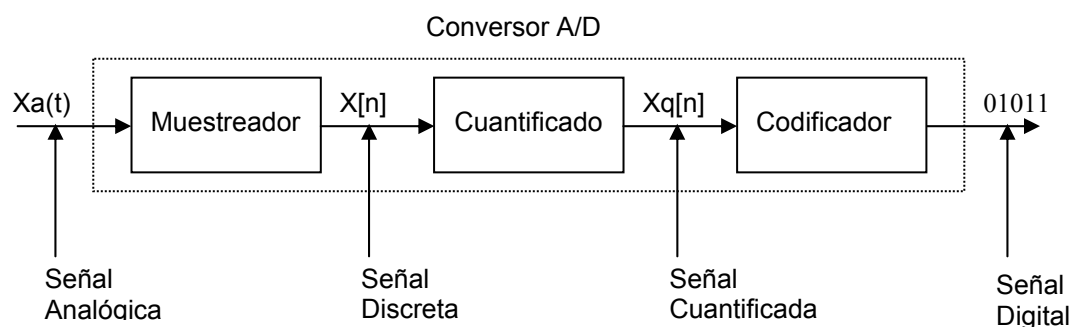 Conversor A/D
Xa(t)
Muestreador
X[n]
Cuantificado
Xq[n]
Codificador
01011
Señal
Analógica
Señal
Discreta
Señal
Cuantificada
Señal
Digital